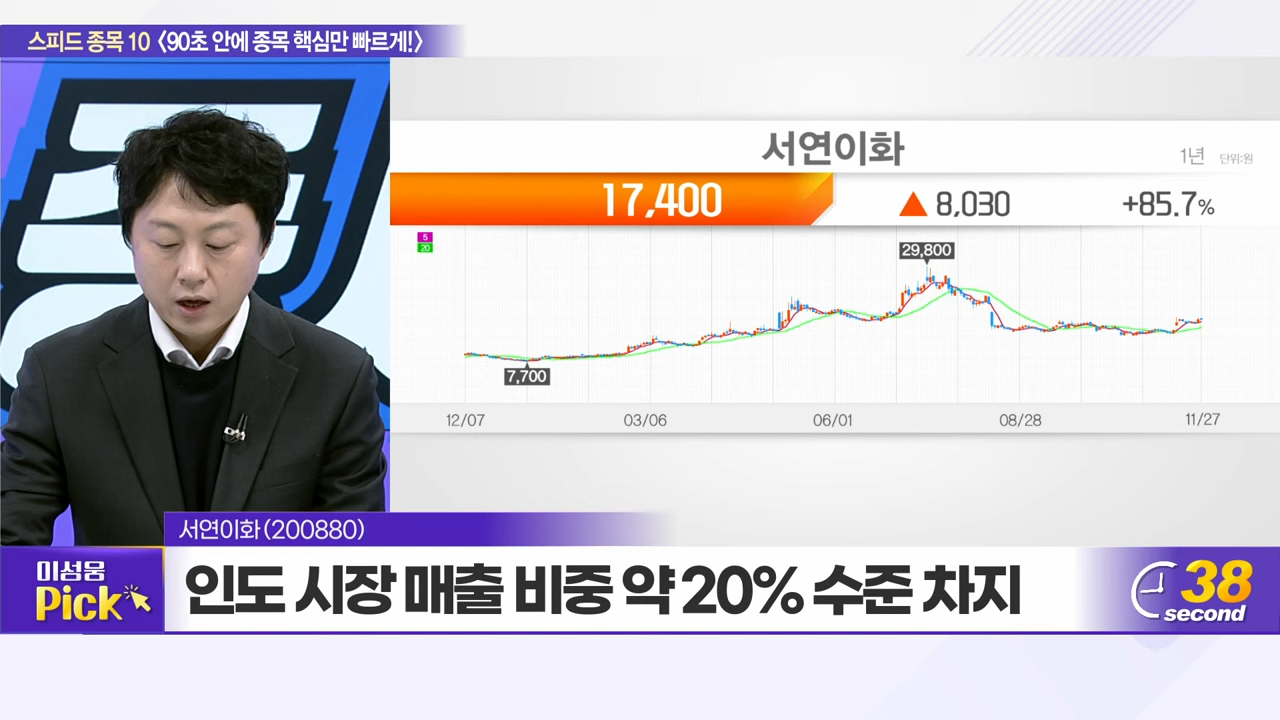 스피드 종목 10 〈90초 안에 종목 핵심만 빠르게!〉
서연이화
1년 단위:원
17,400
▲ 8,030
+85.7%
5
20
29,800
7,700
12/07 03/06 06/01 08/28 11/27
서연이화(200880)
이성웅
Pick
인도 시장 매출 비중 약 20% 수준 차지
38
second